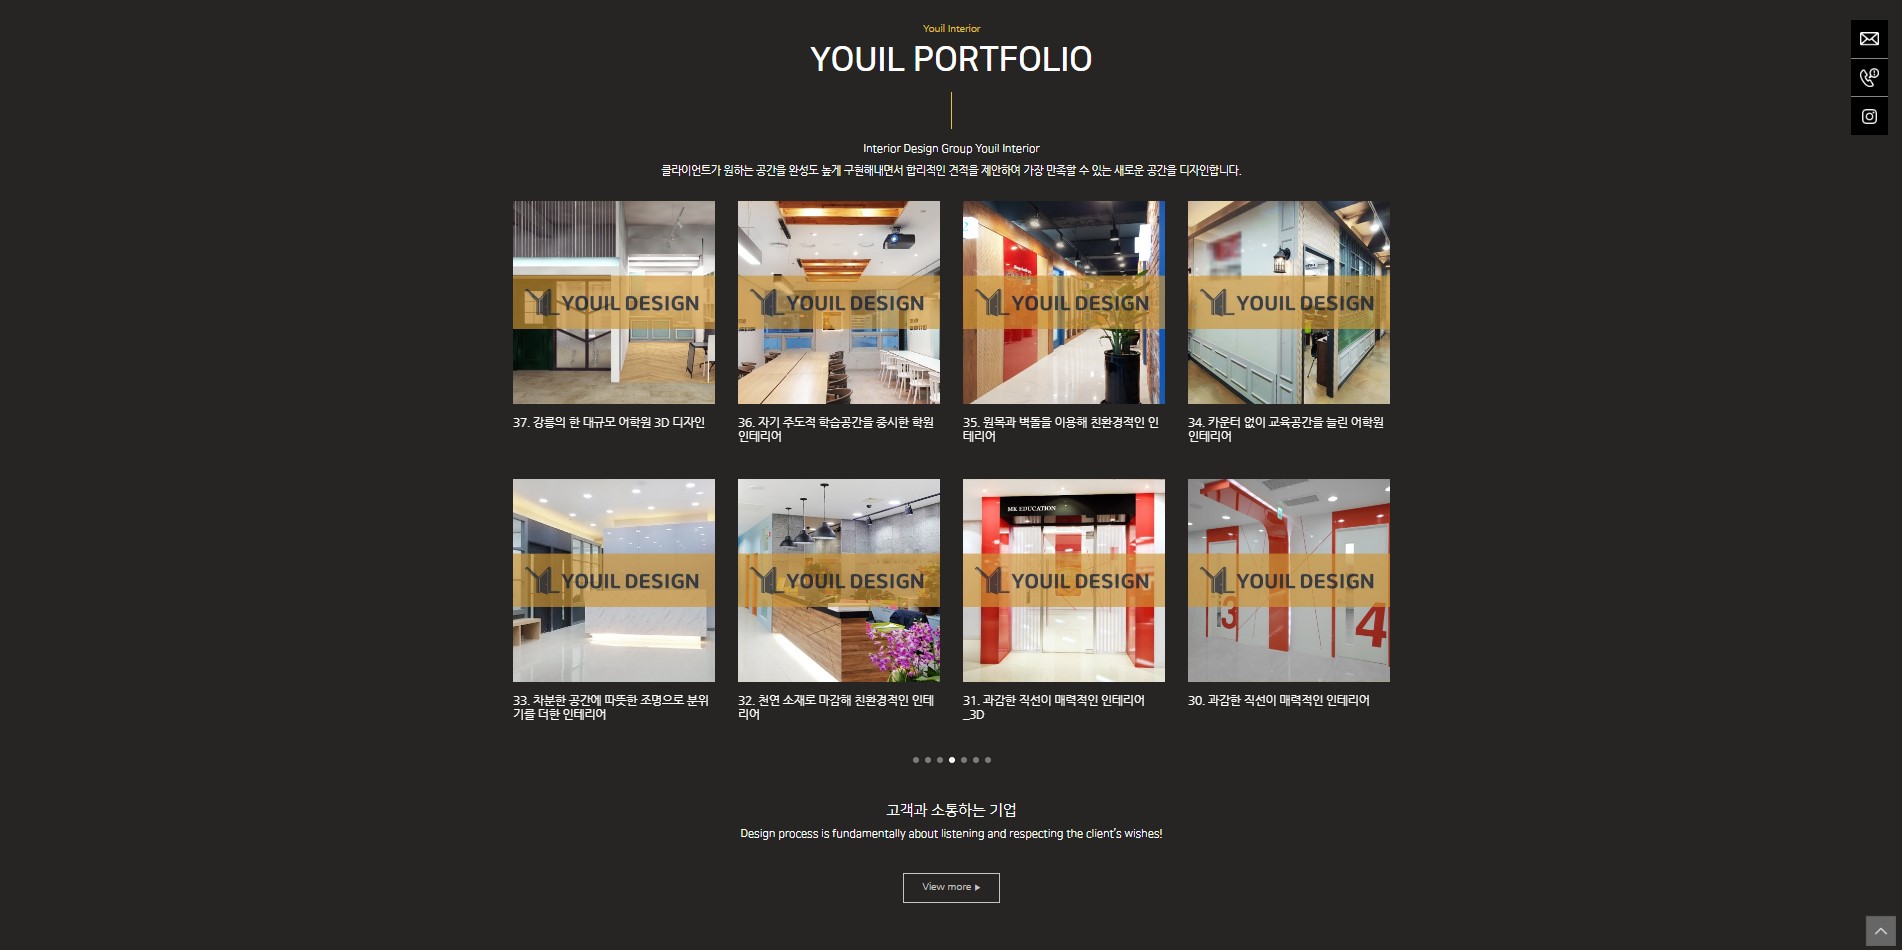 Youil Interior
YOUIL PORTFOLIO
Interior Design Group Youil Interior
클라이언트가 원하는 공간을 완성도 높게 구현해내면서 합리적인 견적을 제안하여 가장 만족할 수 있는 새로운 공간을 디자인합니다.
YOUIL DESIGN
YOUIL DESIGN
YOUIL DESIGN
YOUIL DESIGN
37. 강릉의 한 대규모 어학원 3D 디자인
36. 자기 주도적 학습공간을 중시한 학원
인테리어
35. 원목과 벽돌을 이용해 친환경적인 인
테리어
34. 카운터 없이 교육공간을 늘린 어학원
인테리어
MK EDUCATION
YOUIL DESIGN
YOUIL DESIGN
YOUIL DESIGN
YOUIL DESIGN
3
4
33. 차분한 공간에 따뜻한 조명으로 분위
기를 더한 인테리어
32. 천연 소재로 마감해 친환경적인 인테
리어
31. 과감한 직선이 매력적인 인테리어
_3D
30. 과감한 직선이 매력적인 인테리어
고객과 소통하는 기업
Design process is fundamentally about listening and respecting the client's wishes!
View more ▶